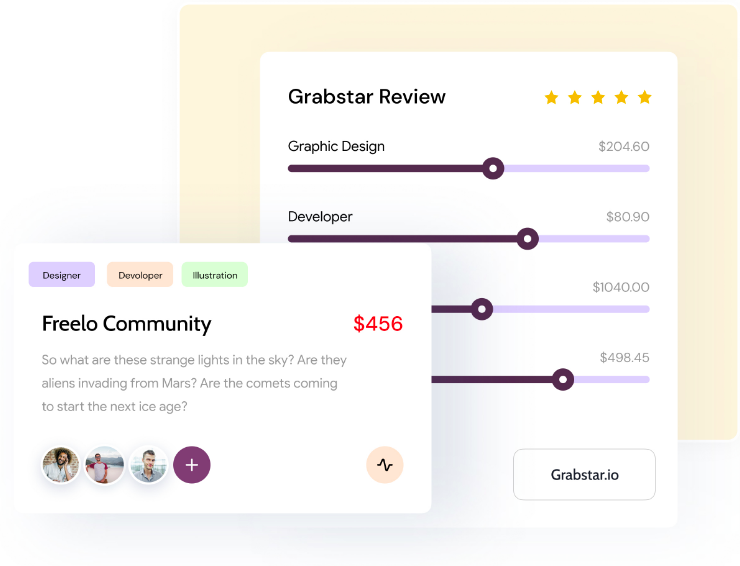 Grabstar Review
Graphic Design
$204.60
Developer
$80.90
$1040.00
$498.45
Grabstar.io
Designer
Devoloper
Illustration
Freelo Community
$456
So what are these strange lights in the sky? Are they
aliens invading from Mars? Are the comets coming
to start the next ice age?